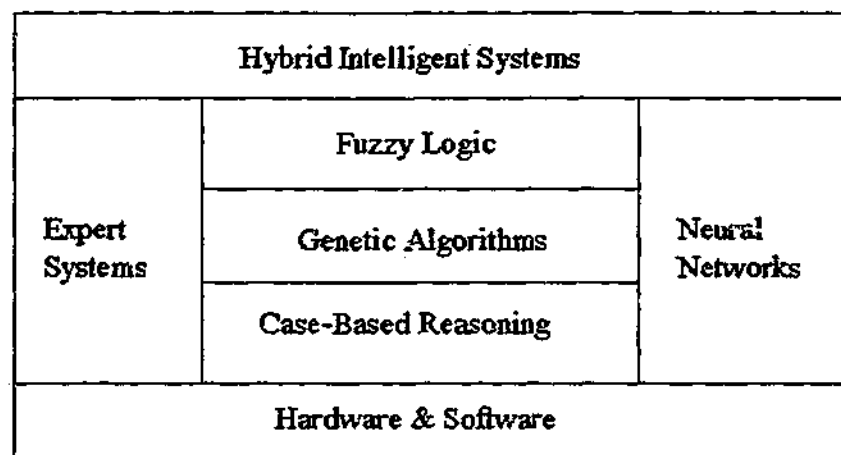 Hybrid Intelligent Systems
Fuzzy Logic
Expert
Systems
Genetic Algorithms
Neural
Networks
Case-Based Reasoning
Hardware & Software